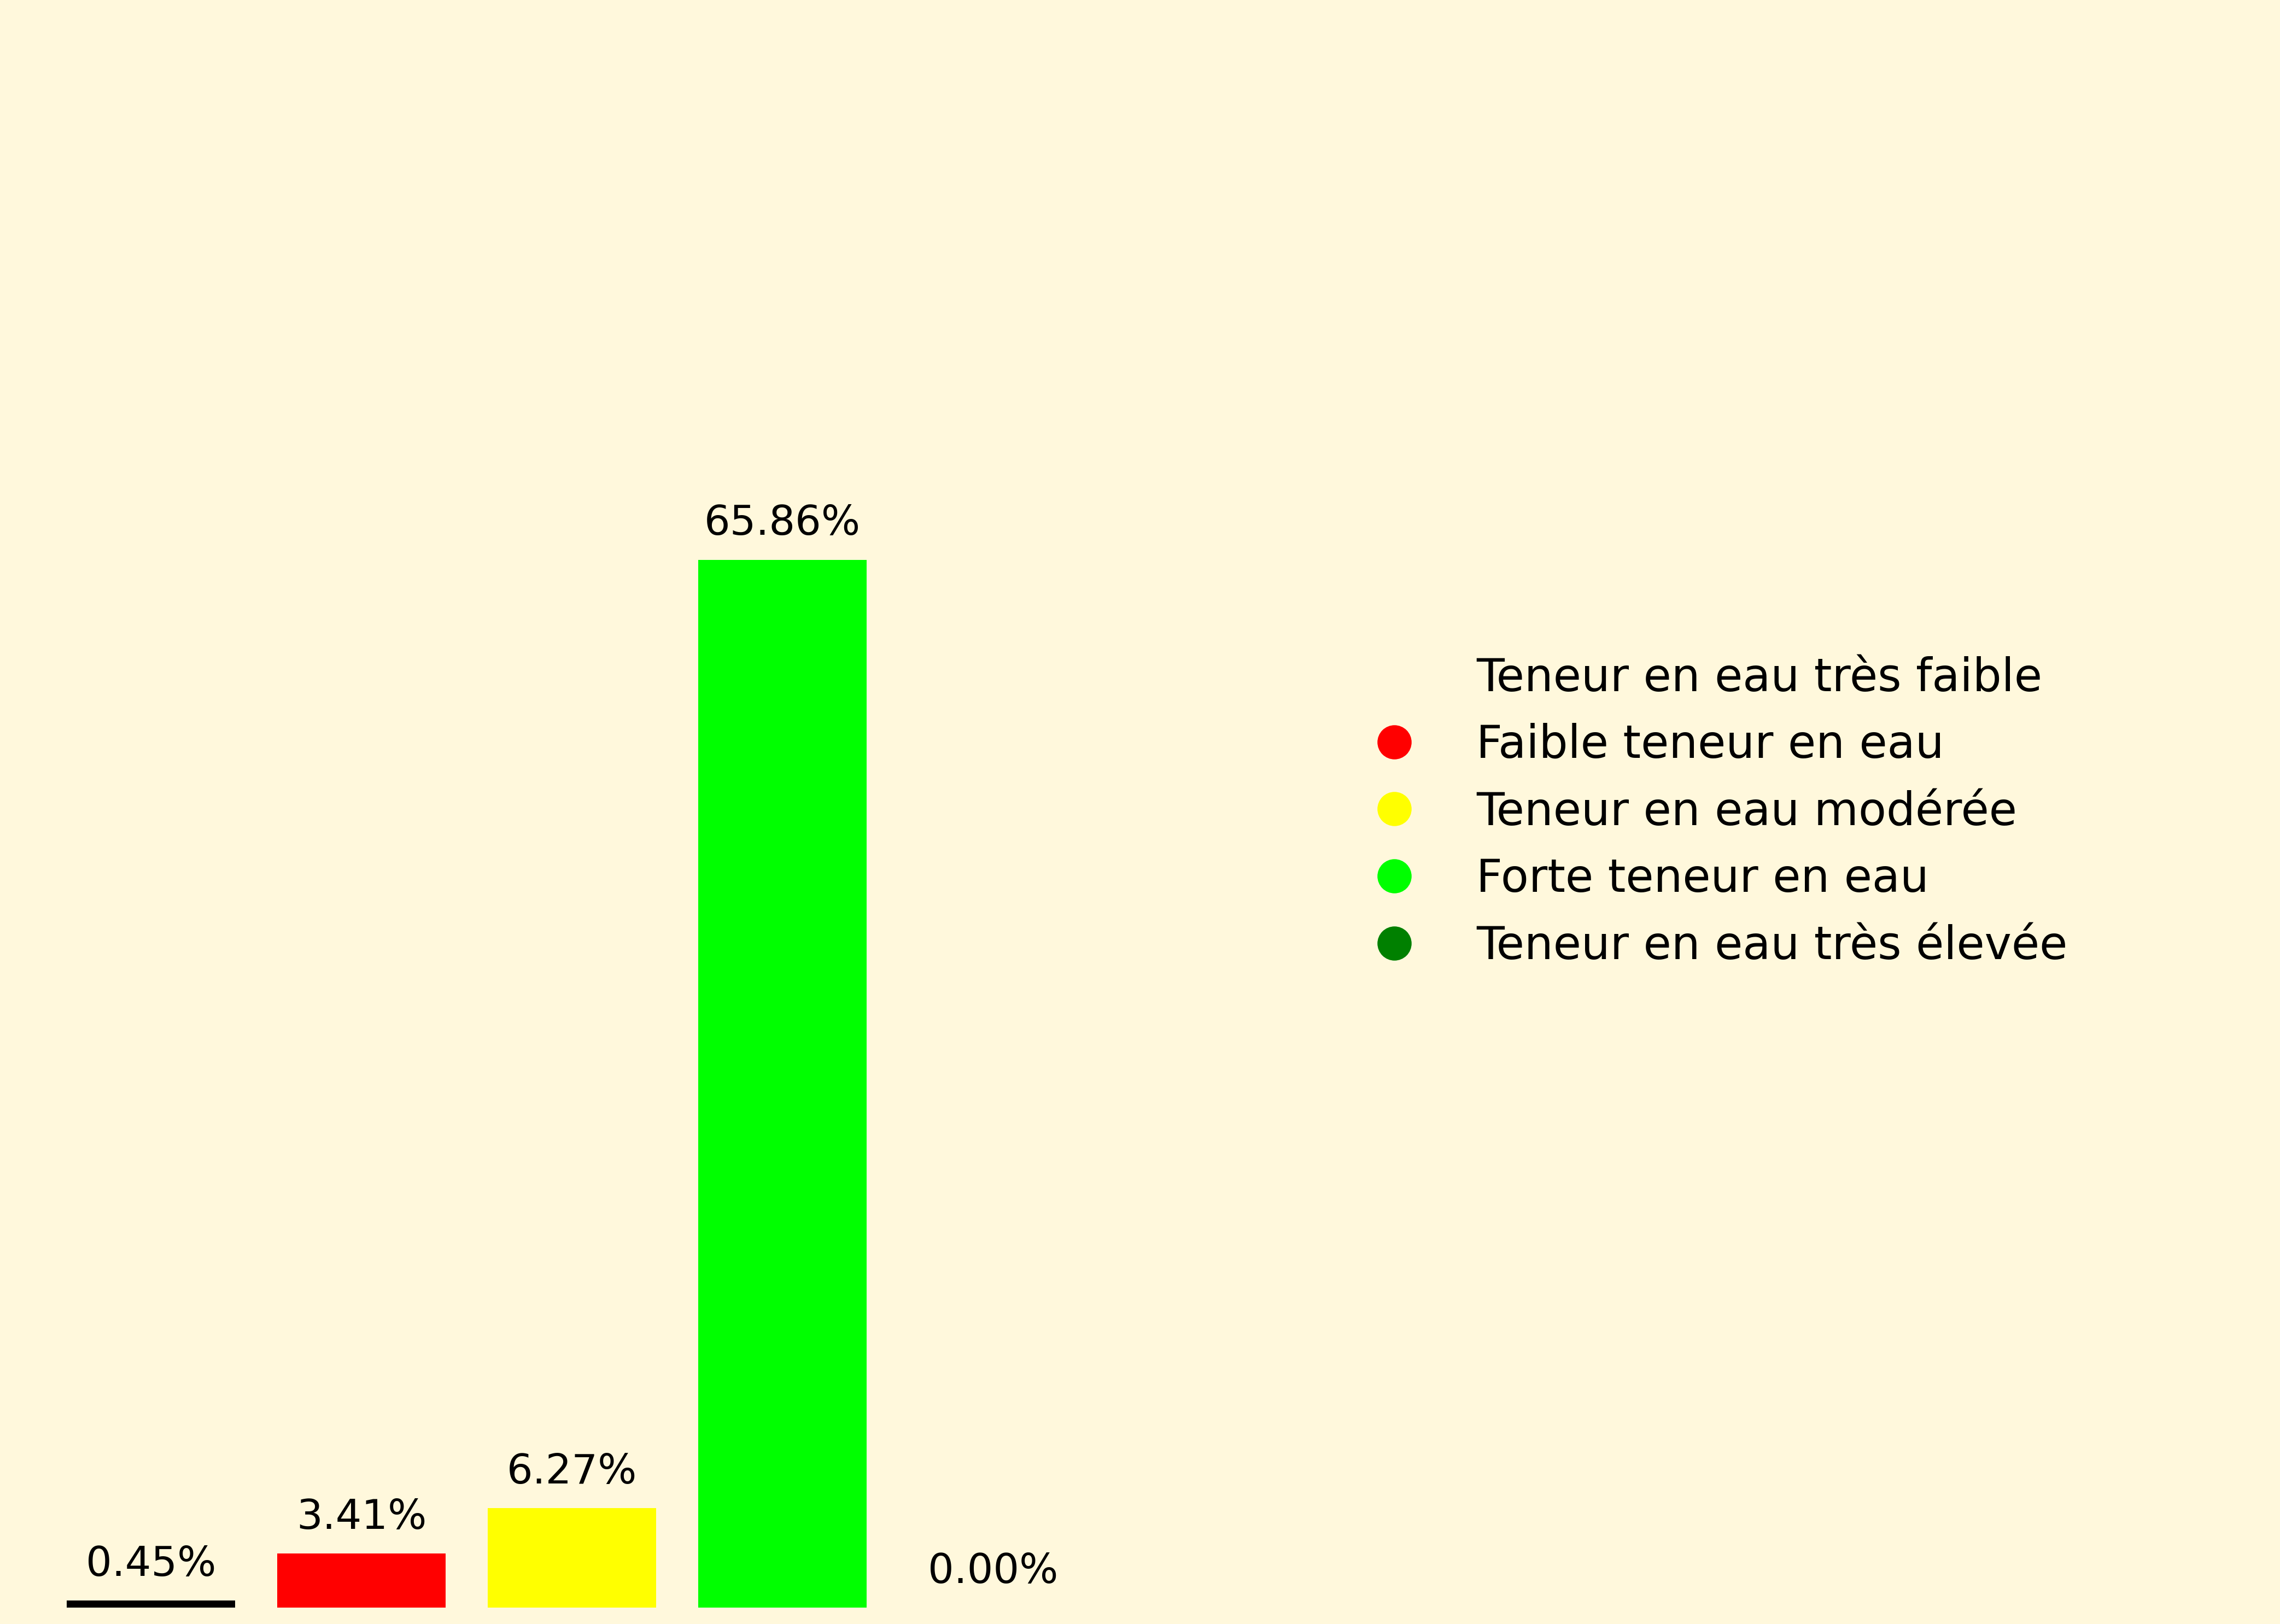 65.86%
6.27%
3.41%
0.45%
0.00%
Teneur en eau très faible
Faible teneur en eau
Teneur en eau modérée
Forte teneur en eau
Teneur en eau très élevée